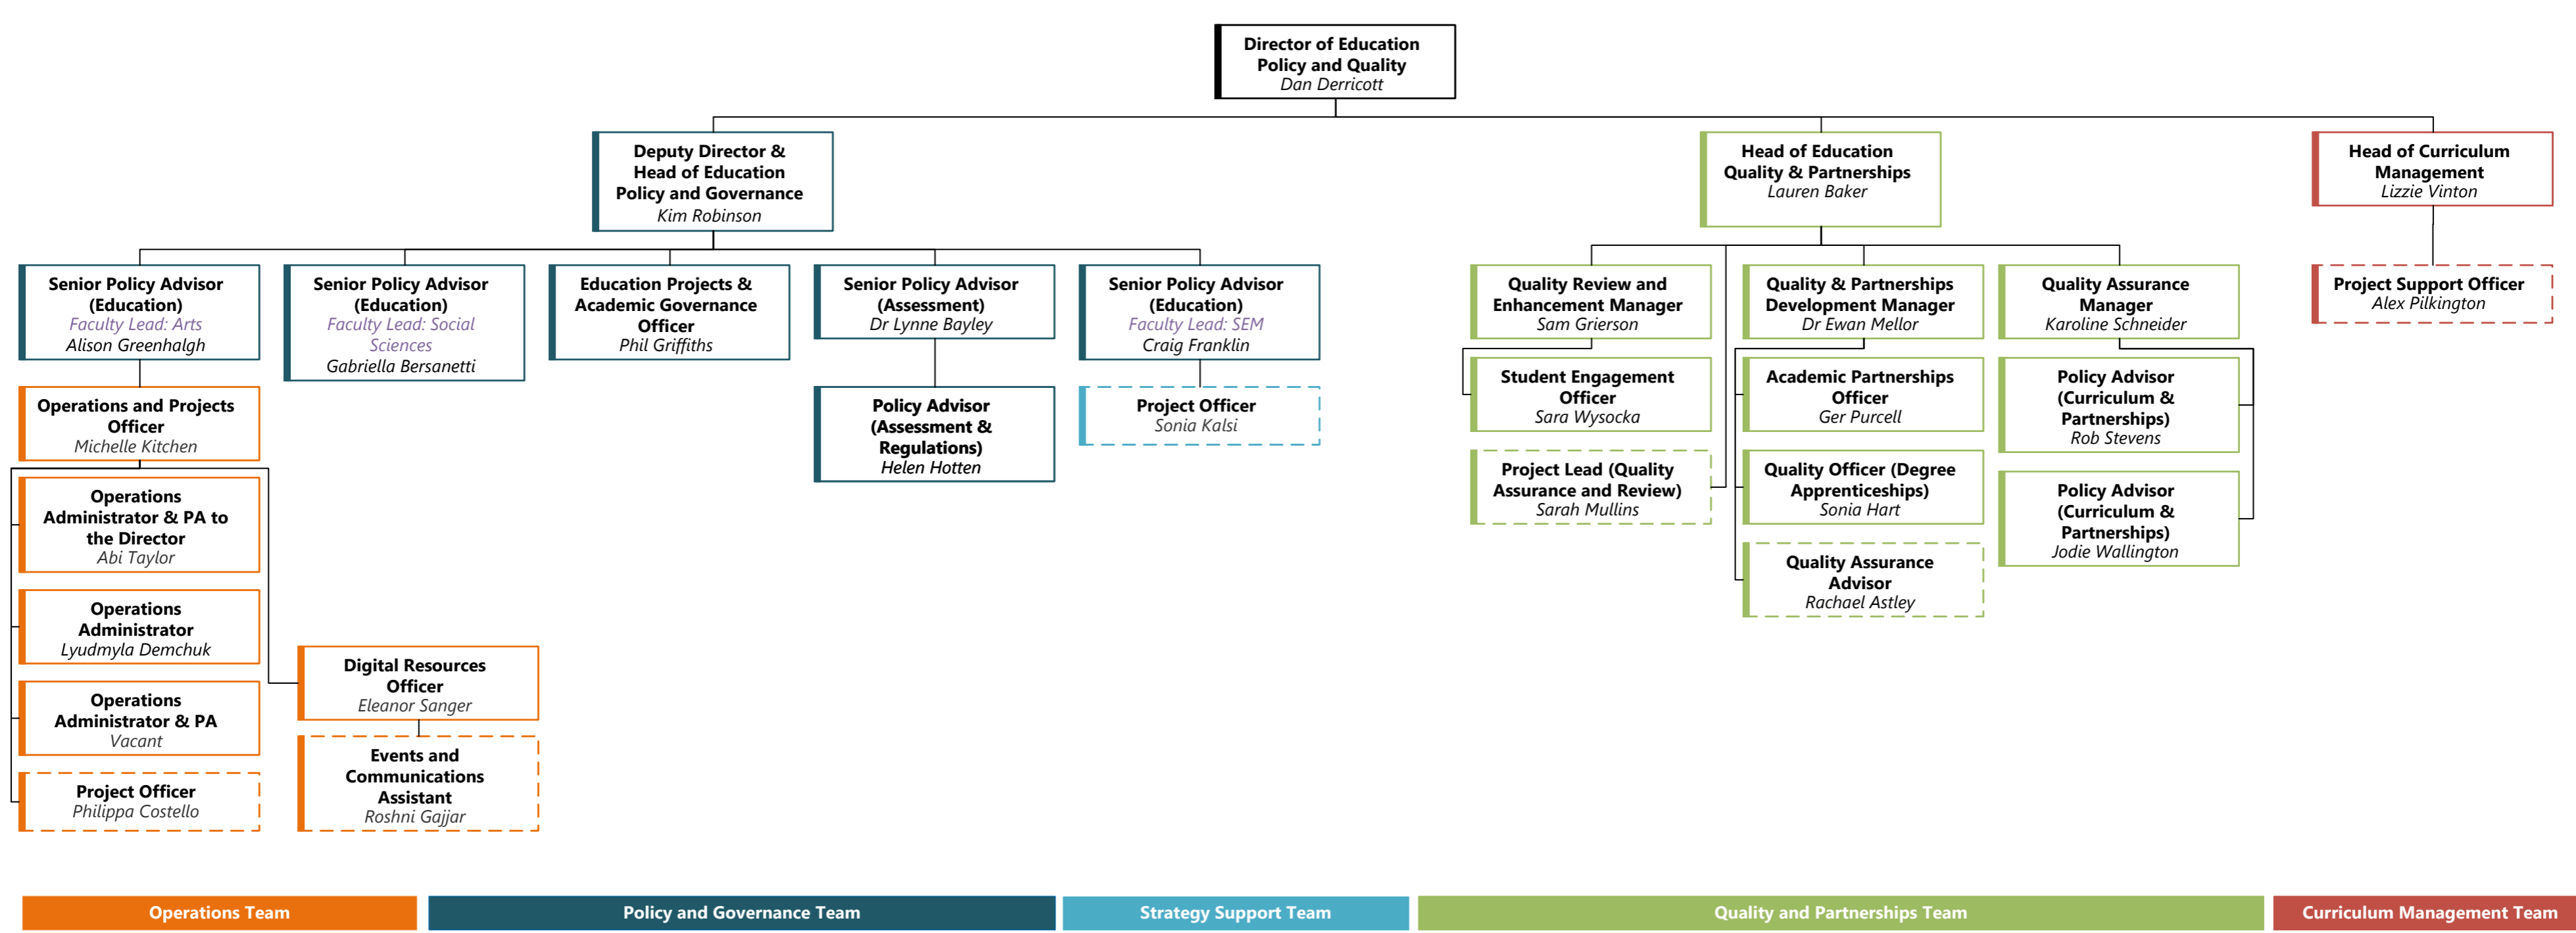 Director of Education
Policy and Quality
Dan Derricott
Deputy Director &
Head of Education
Policy and Governance
Kim Robinson
Head of Education
Quality & Partnerships
Lauren Baker
Head of Curriculum
Management
Lizzie Vinton
Senior Policy Advisor
(Education)
Faculty Lead: Arts
Alison Greenhalgh
Senior Policy Advisor
(Education)
Faculty Lead: Social
Sciences
Gabriella Bersanetti
Education Projects &
Academic Governance
Officer
Phil Griffiths
Senior Policy Advisor
(Assessment)
Dr Lynne Bayley
Senior Policy Advisor
(Education)
Faculty Lead: SEM
Craig Franklin
Quality Review and
Enhancement Manager
Sam Grierson
Quality & Partnerships
Development Manager
Dr Ewan Mellor
Quality Assurance
Manager
Karoline Schneider
Project Support Officer
Alex Pilkington
Operations and Projects
Officer
Michelle Kitchen
Policy Advisor
(Assessment &
Regulations)
Helen Hotten
Project Officer
Sonia Kalsi
Student Engagement
Officer
Sara Wysocka
Academic Partnerships
Officer
Ger Purcell
Policy Advisor
(Curriculum &
Partnerships)
Rob Stevens
Project Lead (Quality
Assurance and Review)
Sarah Mullins
Quality Officer (Degree
Apprenticeships)
Sonia Hart
Policy Advisor
(Curriculum &
Partnerships)
Jodie Wallington
Quality Assurance
Advisor
Rachael Astley
Operations
Administrator & PA to
the Director
Abi Taylor
Operations
Administrator
Lyudmyla Demchuk
Operations
Administrator & PA
Vacant
Project Officer
Philippa Costello
Digital Resources
Officer
Eleanor Sanger
Events and
Communications
Assistant
Roshni Gajjar
Operations Team
Policy and Governance Team
Strategy Support Team
Quality and Partnerships Team
Curriculum Management Team